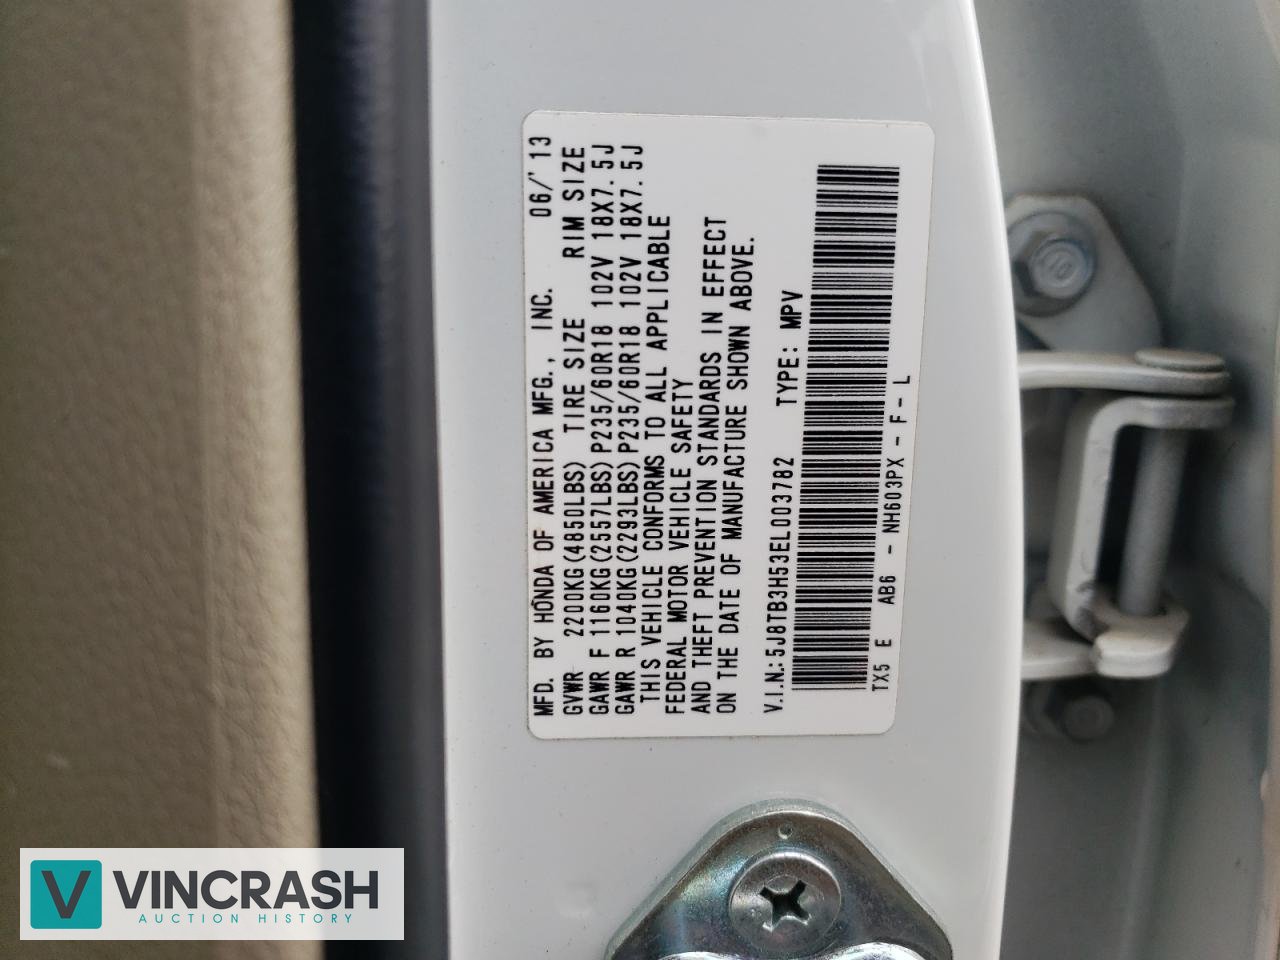 MFD. BY HONDA OF AMERICA MFG., INC. 06/'13
GVWR 2200KG(4850LBS) TIRE SIZE RIM SIZE
GAWR F 1160KG(2557LBS) P235/60R18 102V 18X7.5J
GAWR R 1040KG(2293LBS) P235/60R18 102V 18X7.5J
THIS VEHICLE CONFORMS TO ALL APPLICABLE
FEDERAL MOTOR VEHICLE SAFETY
AND THEFT PREVENTION STANDARDS IN EFFECT
ON THE DATE OF MANUFACTURE SHOWN ABOVE.
V.I.N.: 5J8TB3H53EL003782 TYPE: MPV
TX5 E AB6 - NH603PX - F - L
V VINCRASH
AUCTION HISTORY